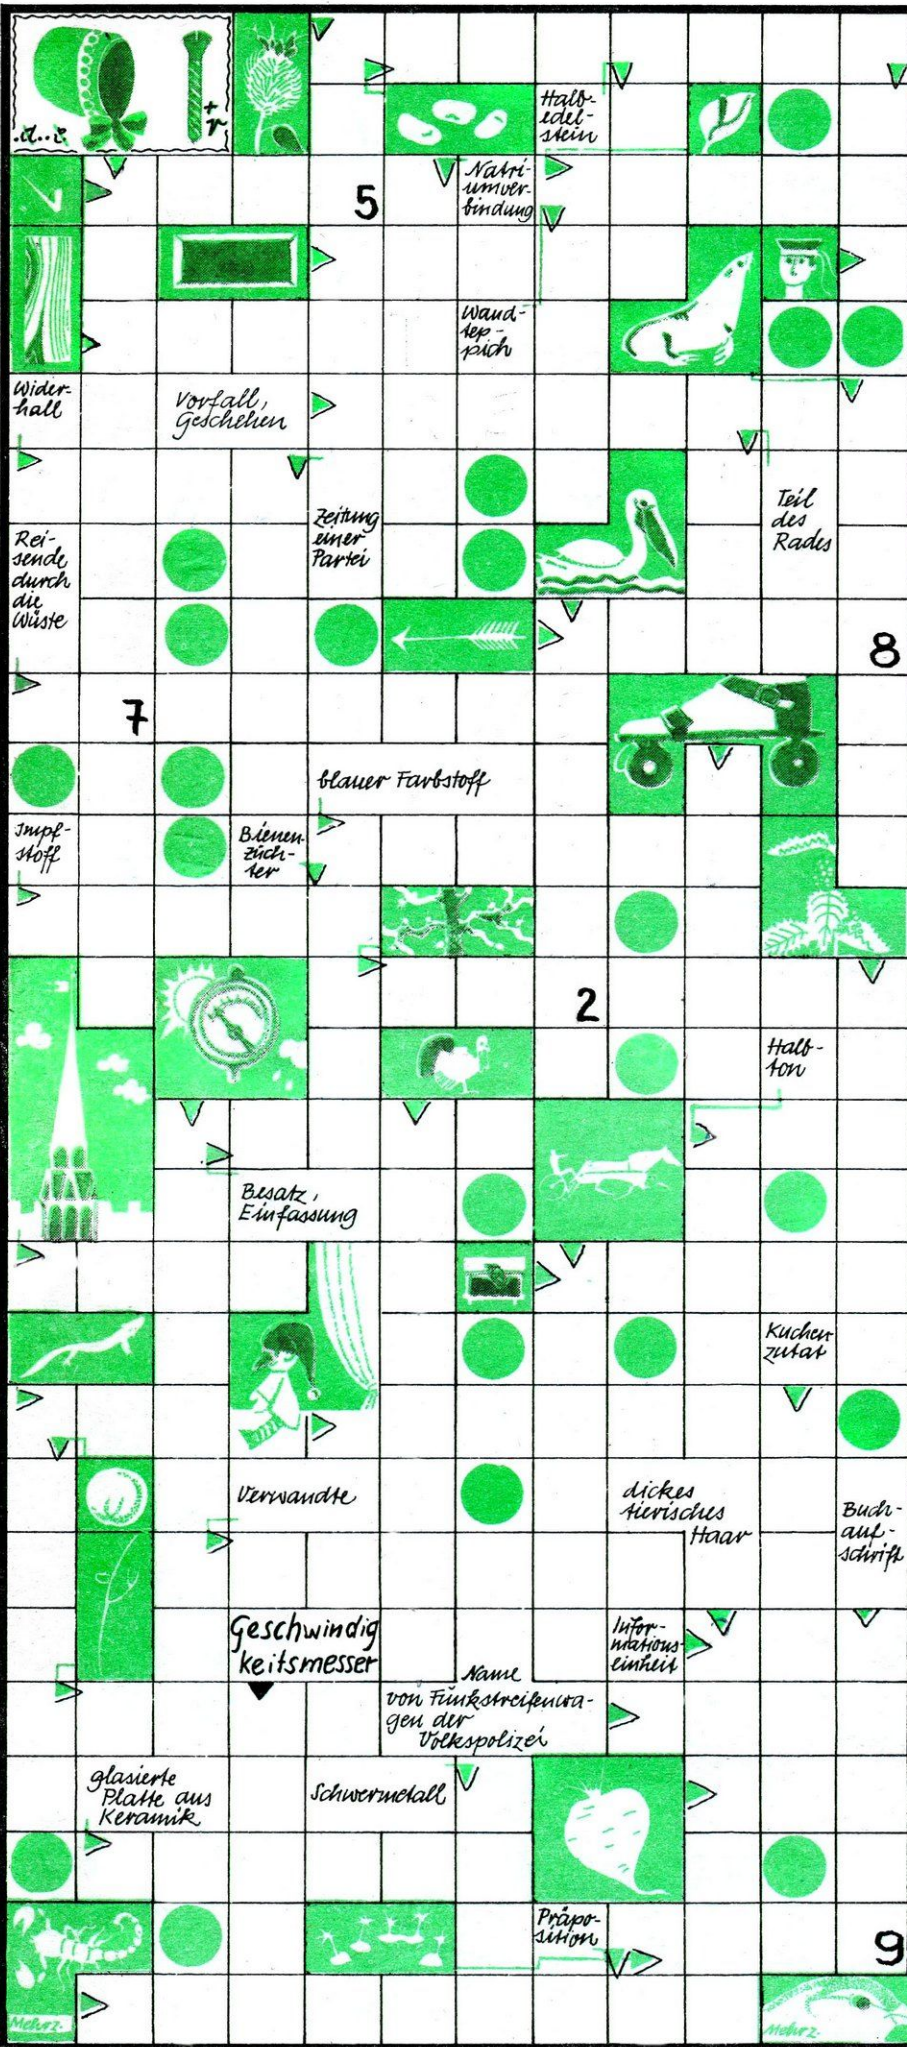 +
.d..i.
r
Halb-
edel-
stein
5
Natri-
umver-
bindung
Wand-
tep-
pich
Wider-
hall
Vorfall,
Geschehen
Zeitung
einer
Partei
Teil
des
Rades
Rei-
sende
durch
die
Wüste
8
7
blauer Farbstoff
Impf-
stoff
Bienen-
züch-
ter
2
Halb-
ton
Besatz,
Einfassung
Kuchen
zutat
Verwandte
dickes
tierisches
Haar
Buch-
auf-
schrift
Geschwindig
keitsmesser
Infor-
mations-
einheit
Name
von Funkstreifenwa-
gen der
Volkspolizei
glasierte
Platte aus
Keramik
Schwermetall
Präpo-
sition
9
Mehrz.
Mehrz.